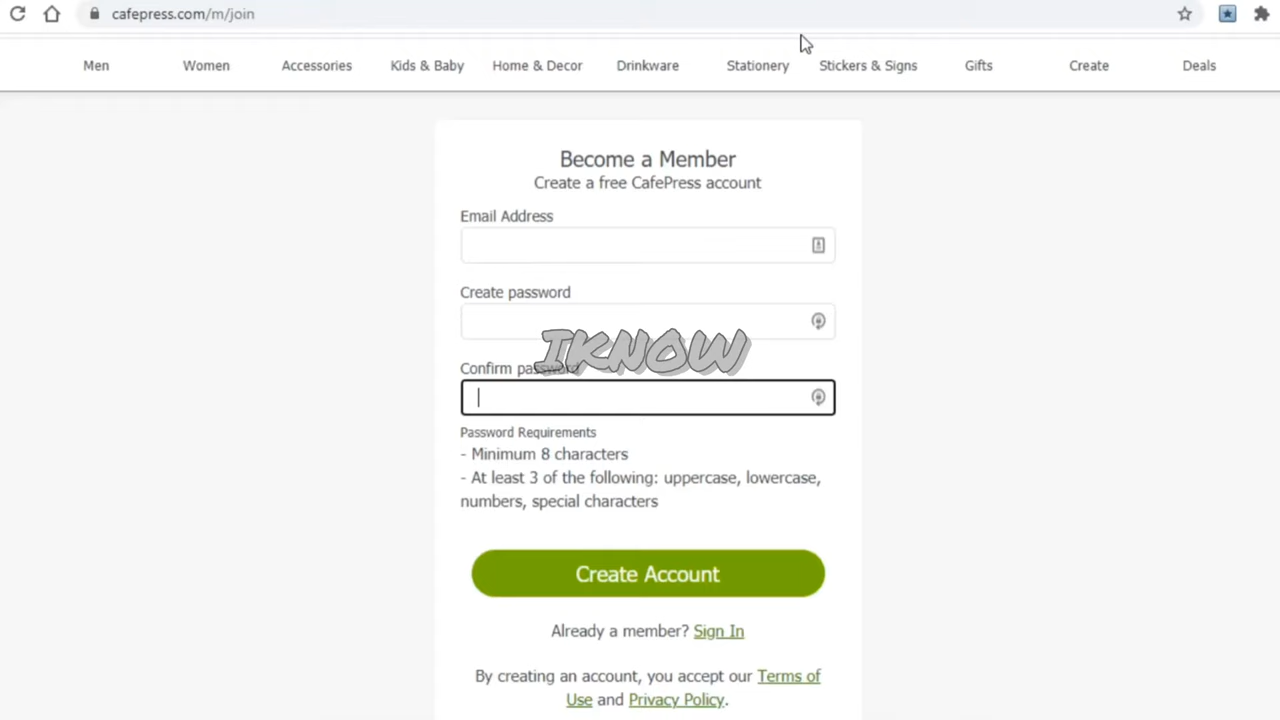 cafepress.com/m/join
Men Women Accessories Kids & Baby Home & Decor Drinkware Stationery Stickers & Signs Gifts Create Deals
Become a Member
Create a free CafePress account
Email Address
Create password
IKNOW
Confirm password
Password Requirements
- Minimum 8 characters
- At least 3 of the following: uppercase, lowercase,
numbers, special characters
Create Account
Already a member? Sign In
By creating an account, you accept our Terms of
Use and Privacy Policy.